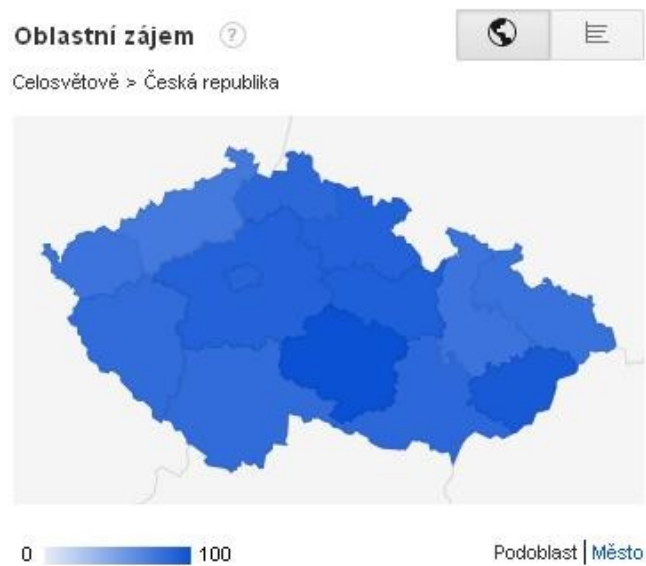 Oblastní zájem ?
Celosvětově > Česká republika
0 100
Podoblast | Město